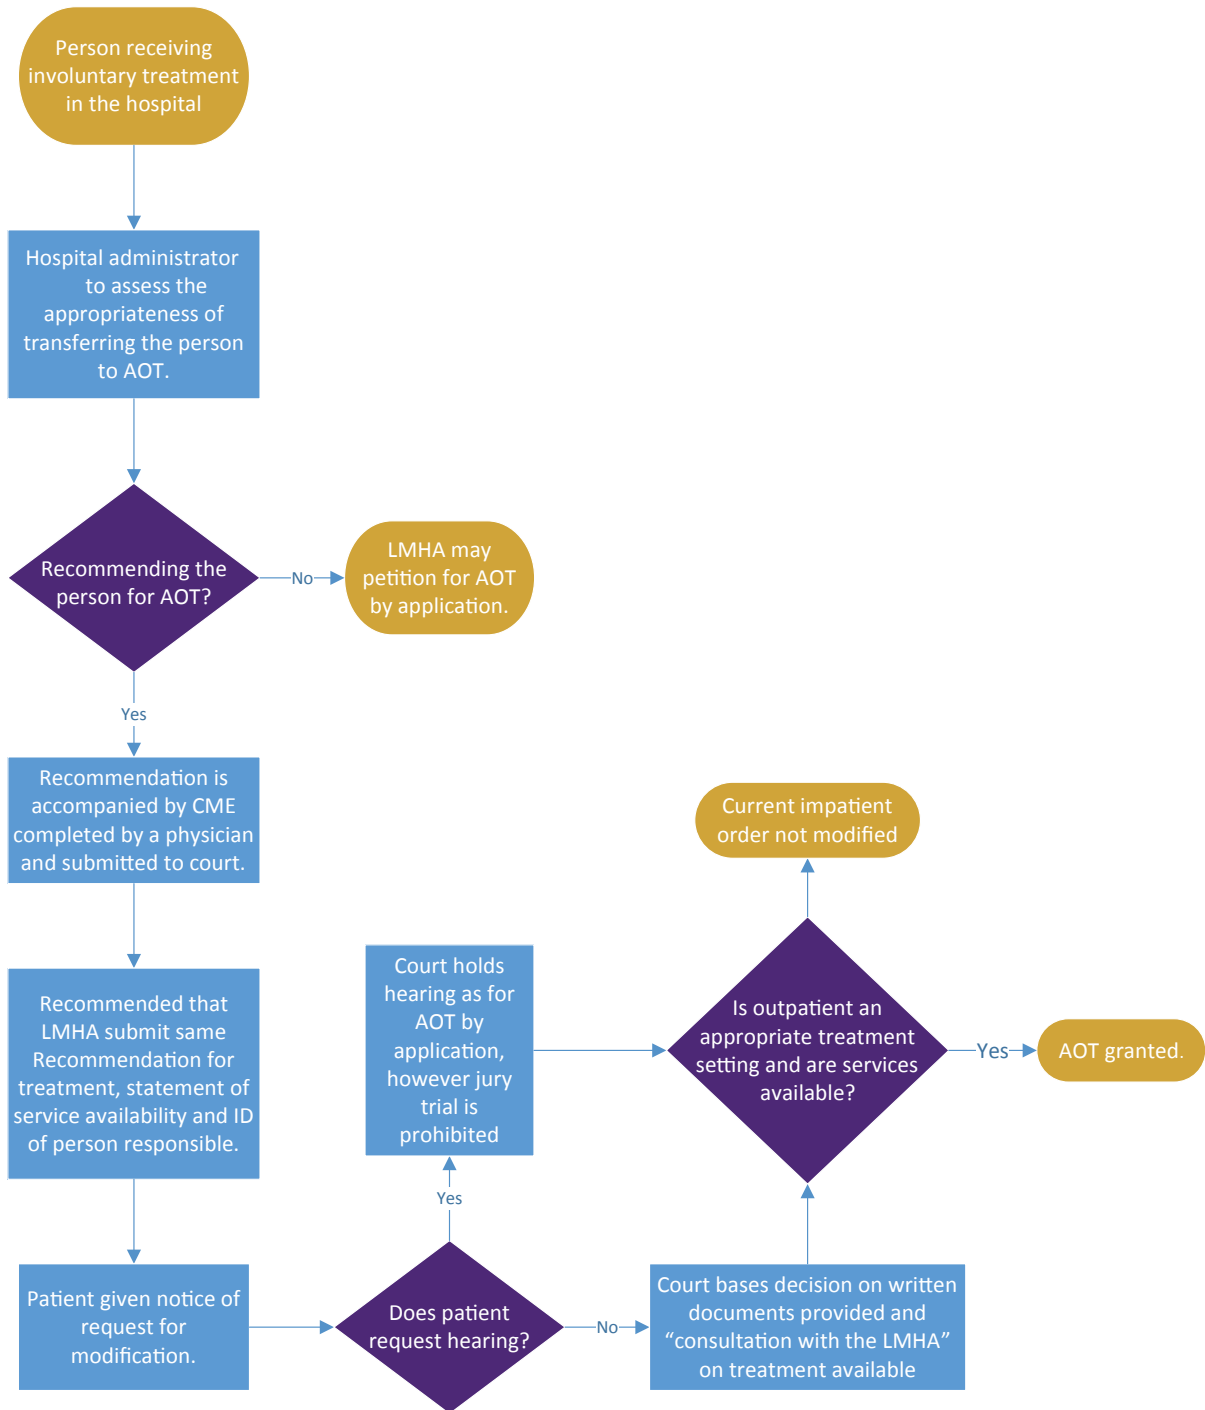 Person receiving
involuntary treatment
in the hospital
Hospital administrator
to assess the
appropriateness of
transferring the person
to AOT.
Recommending the
person for AOT?
No
LMHA may
petition for AOT
by application.
Yes
Recommendation is
accompanied by CME
completed by a physician
and submitted to court.
Recommended that
LMHA submit same
Recommendation for
treatment, statement of
service availability and ID
of person responsible.
Patient given notice of
request for
modification.
Does patient
request hearing?
Yes
Court holds
hearing as for
AOT by
application,
however jury
trial is
prohibited
No
Court bases decision on written
documents provided and
“consultation with the LMHA”
on treatment available
Is outpatient an
appropriate treatment
setting and are services
available?
Current impatient
order not modified
Yes
AOT granted.